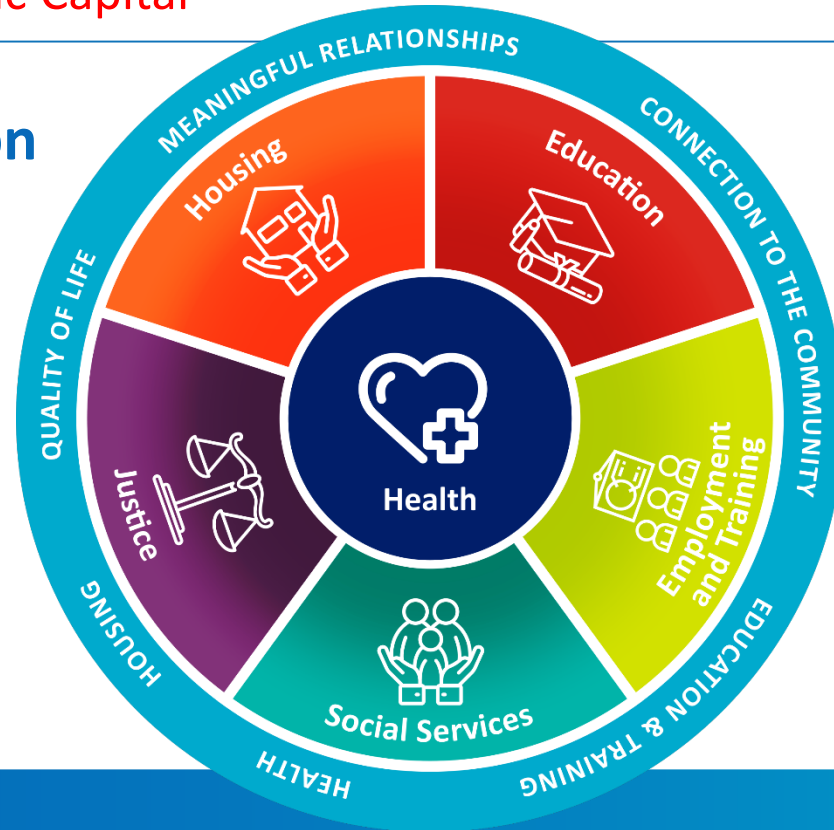 Capital
MEANINGFUL RELATIONSHIPS
CONNECTION TO THE COMMUNITY
EDUCATION & TRAINING
HEALTH
HOUSING
QUALITY OF LIFE
Housing
Education
Employment
and Training
Social Services
Justice
Health